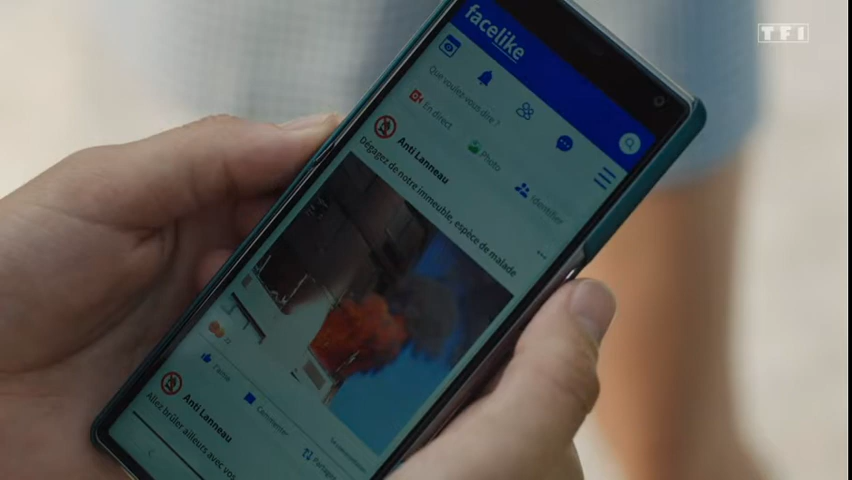 TF1
facelike
Que voulez-vous dire ?
En direct
Photo
Identifier
Anti Lanneau
Dégagez de notre immeuble, espèce de malade
J'aime
Commenter
Partager
Anti Lanneau
Allez brûler ailleurs avec vos